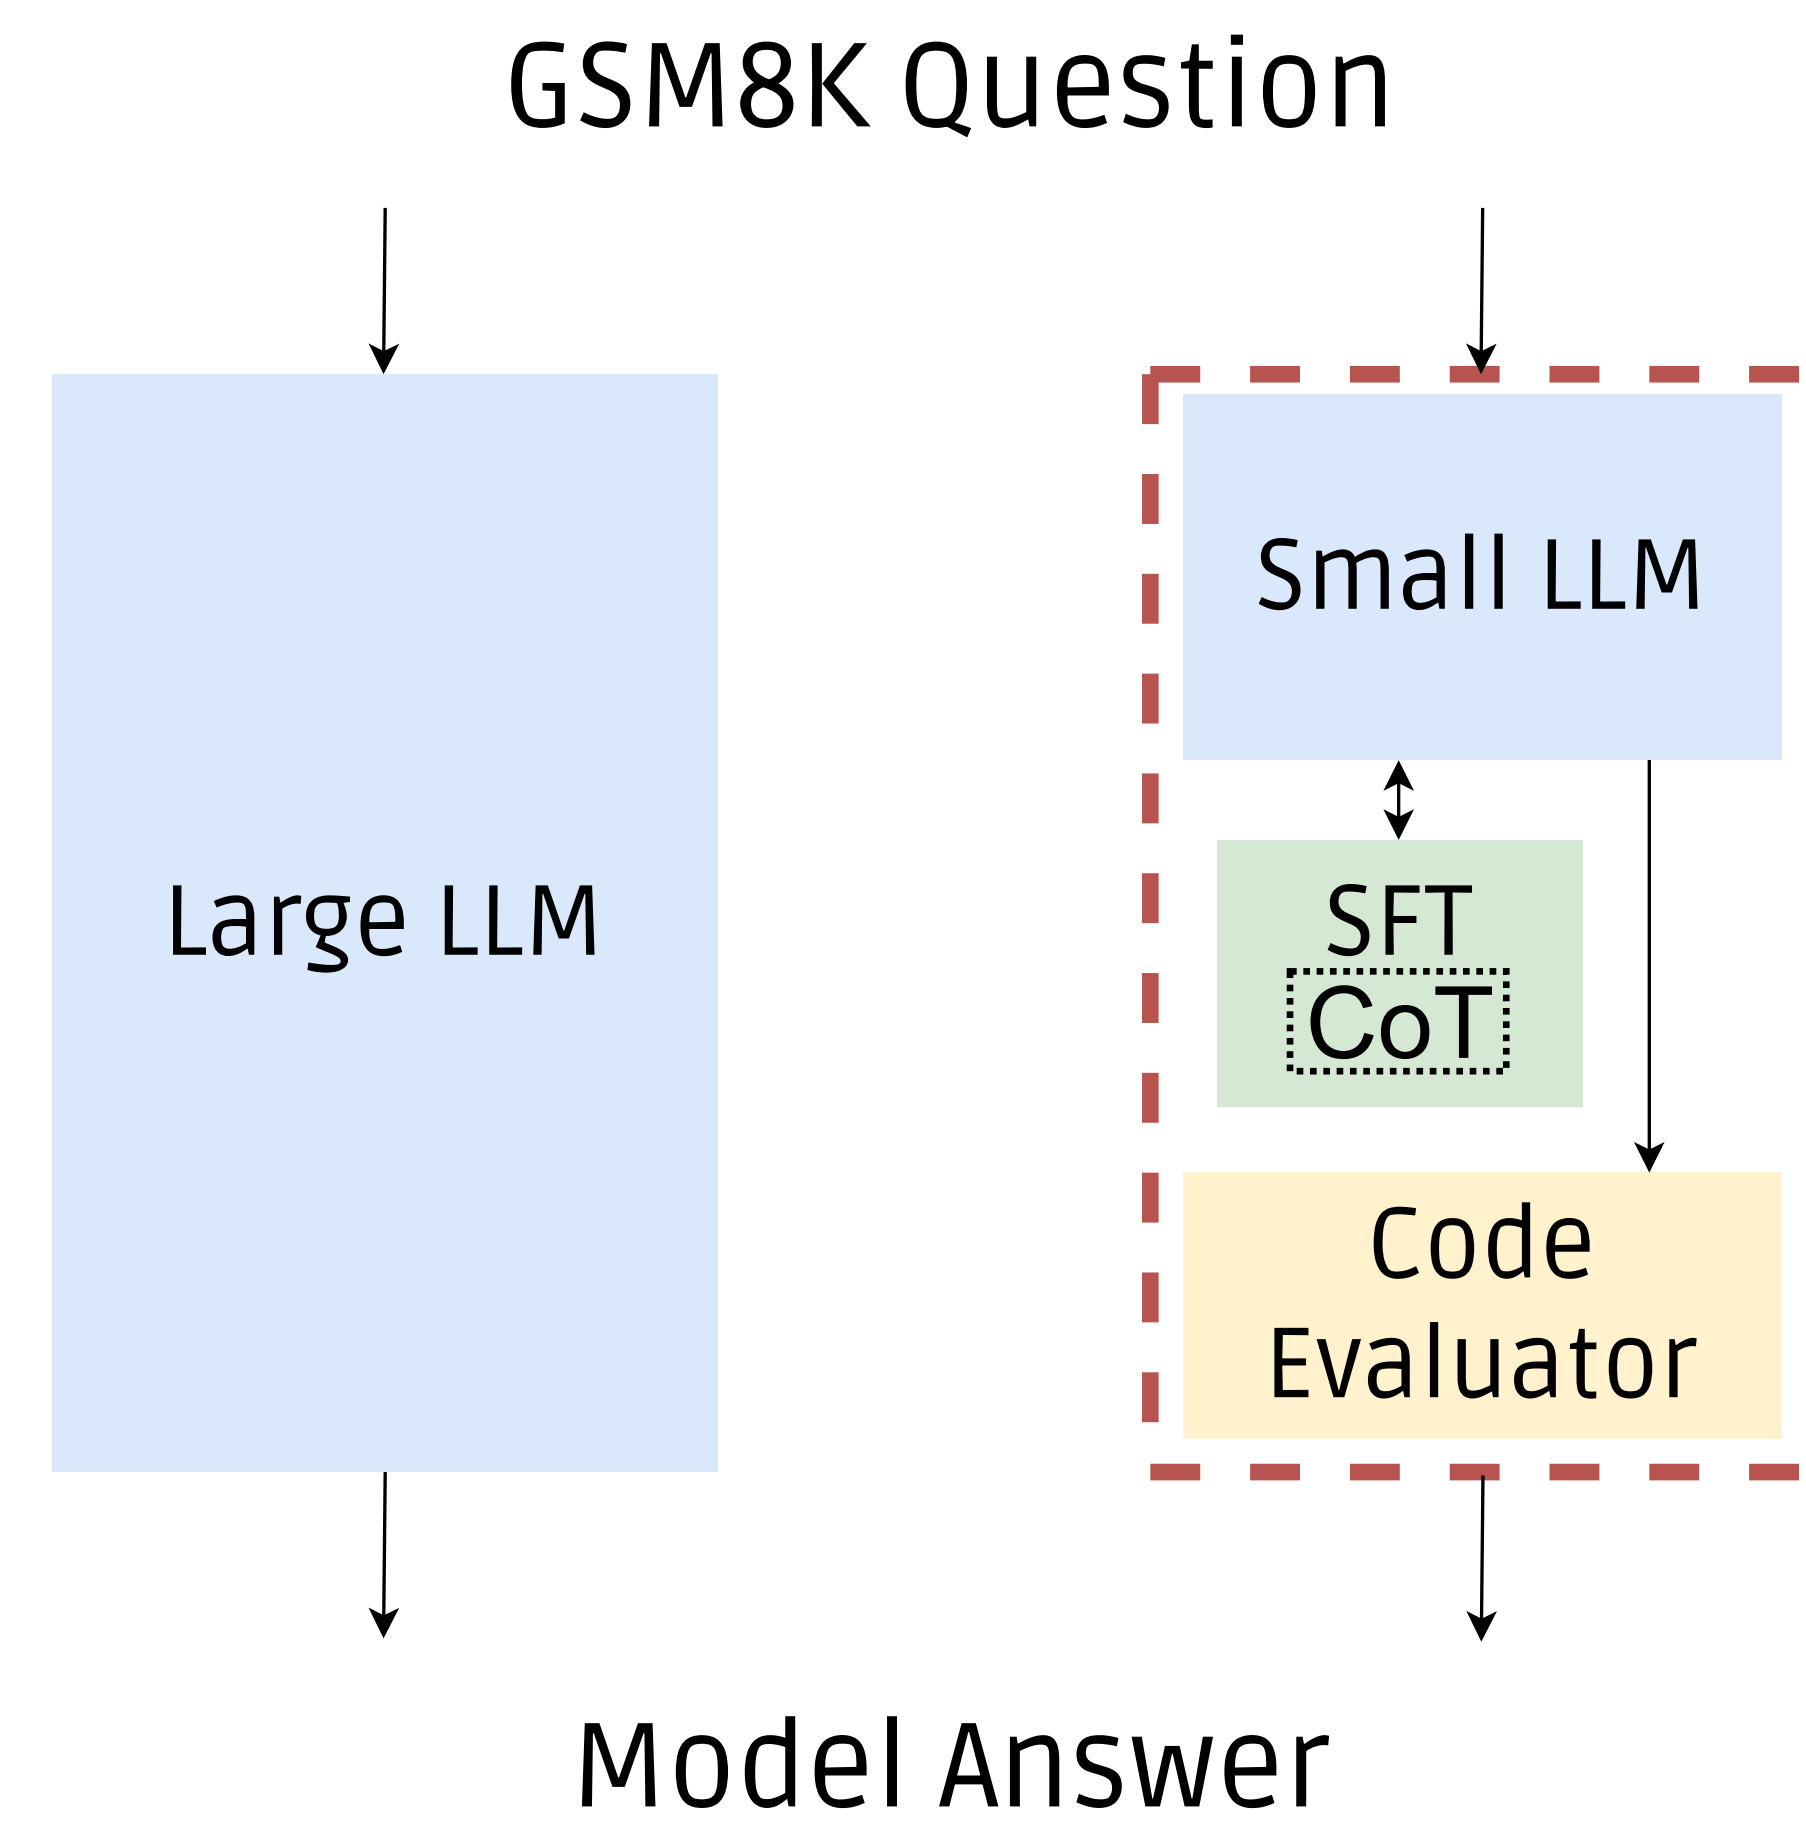 GSM8K Question
Large LLM
Small LLM
SFT
CoT
Code
Evaluator
Model Answer